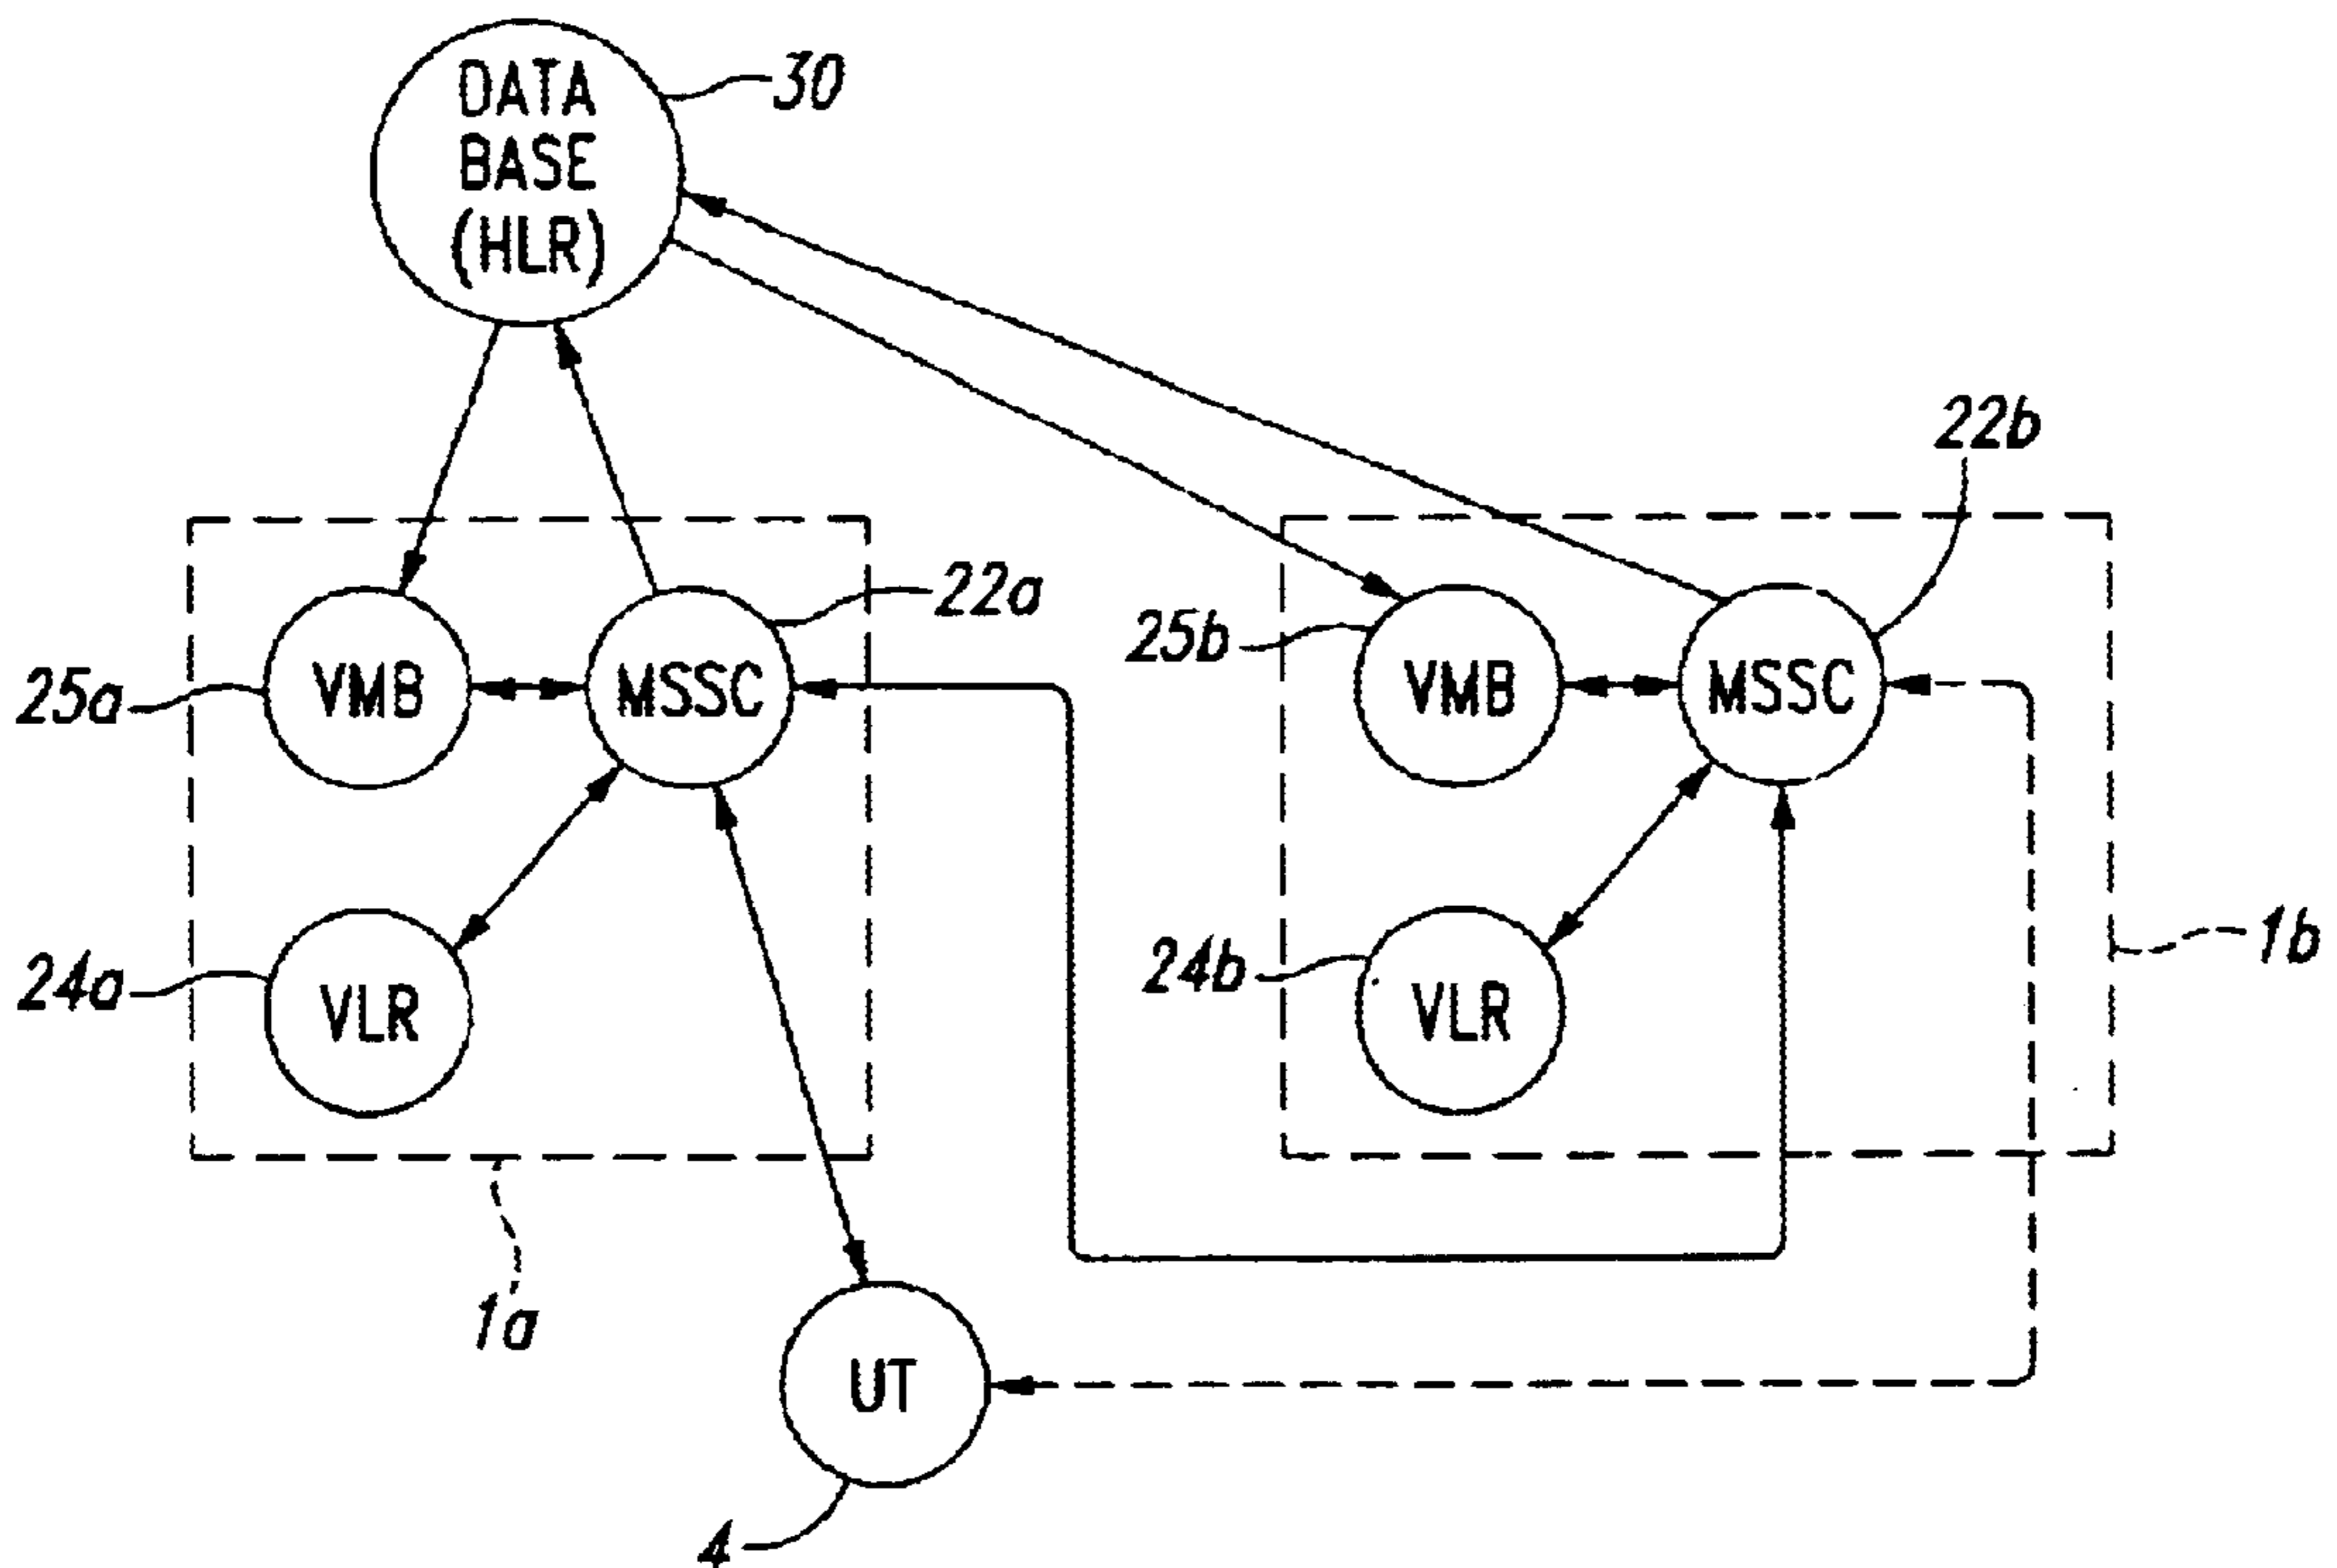 DATA
BASE
(HLR)
30
22b
22a
25b
25a
VMB
MSSC
VMB
MSSC
24a
VLR
24b
VLR
1b
1a
UT
4